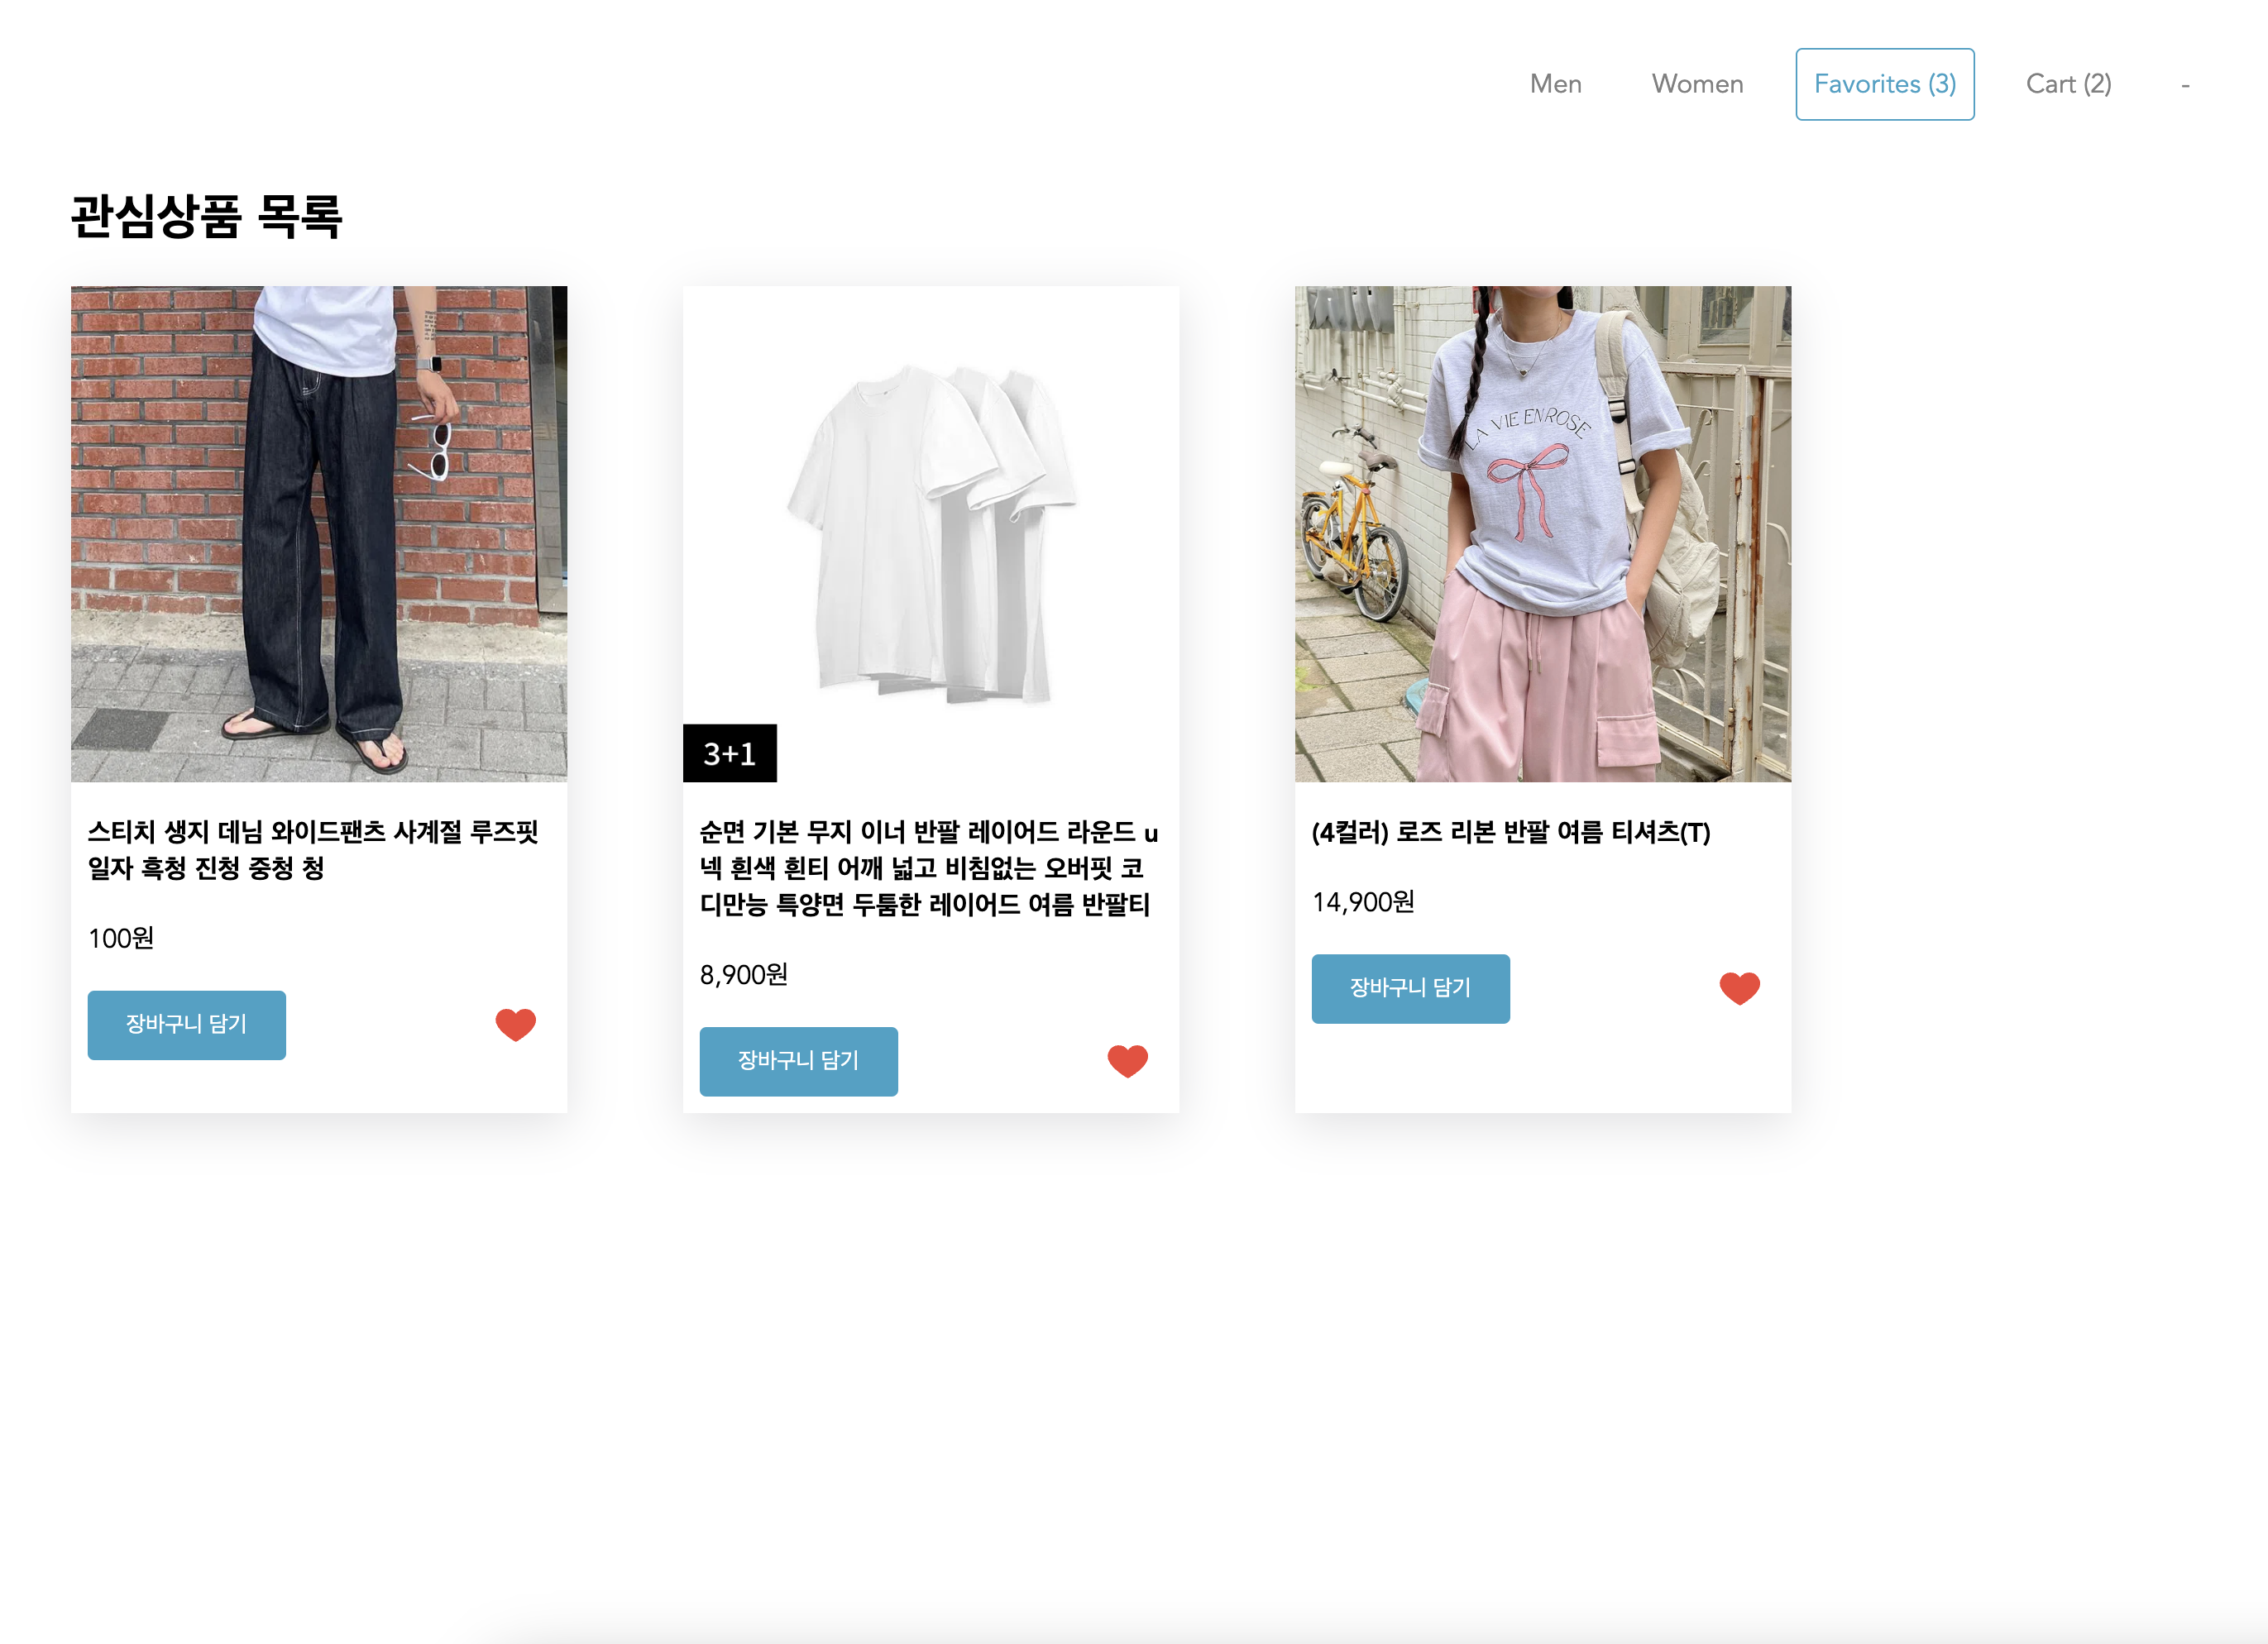 Men
Women
Favorites (3)
Cart (2)
-
관심상품 목록
LA VIE EN ROSE
3+1
스티치 생지 데님 와이드팬츠 사계절 루즈핏
일자 흑청 진청 중청 청
100원
장바구니 담기
순면 기본 무지 이너 반팔 레이어드 라운드 u
넥 흰색 흰티 어깨 넓고 비침없는 오버핏 코
디만능 특양면 두툼한 레이어드 여름 반팔티
8,900원
장바구니 담기
(4컬러) 로즈 리본 반팔 여름 티셔츠(T)
14,900원
장바구니 담기